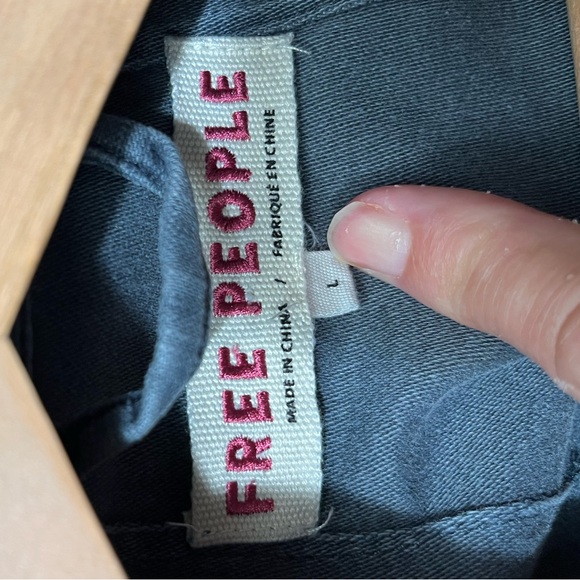 FREE PEOPLE
MADE IN CHINA / FABRIQUÉ EN CHINE
L